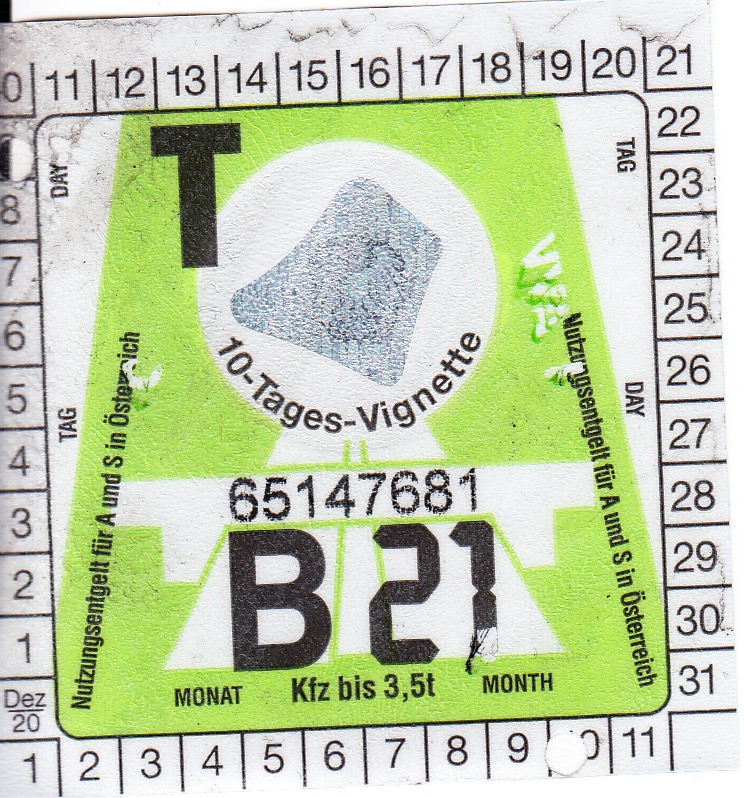 0 11 12 13 14 15 16 17 18 19 20 21
22
23
24
25
26
27
28
29
30
31
8
7
6
5
4
3
2
1
Dez
20
1 2 3 4 5 6 7 8 9 0 11
T
DAY
TAG
TAG
DAY
10-Tages-Vignette
Nutzungsentgelt für A und S in Österreich
Nutzungsentgelt für A und S in Österreich
65147681
B 21
MONAT Kfz bis 3,5t MONTH